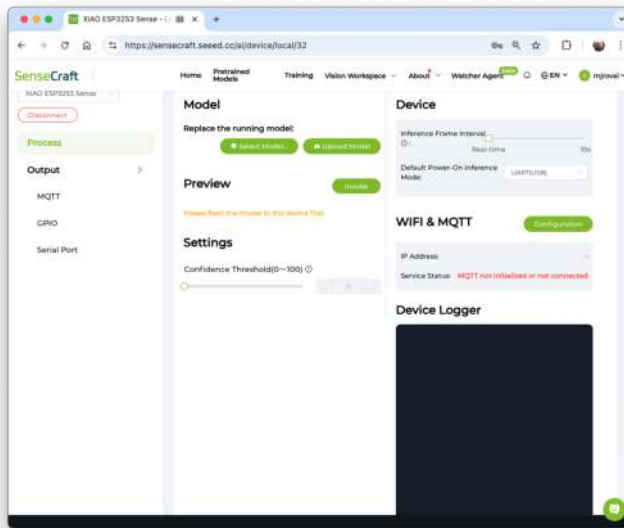 XIAO ESP32S3 Sense -
https://sensecraft.seeed.cc/ai/device/local/32
SenseCraft
Home
Pretrained Models
Training
Vision Workspace
About
Watcher Agent
EN
mjrovai
XIAO ESP32S3 Sense
Disconnect
Process
Output
MQTT
GPIO
Serial Port
Model
Replace the running model:
Select Model...
Upload Model
Preview
Invoke
Please flash the model to the device first
Settings
Confidence Threshold(0~100)
Device
Inference Frame Interval
Real-time
10s
Default Power-On Inference
Mode:
UART(USB)
WIFI & MQTT
Configuration
IP Address
Service Status:
MQTT not initialized or not connected
Device Logger